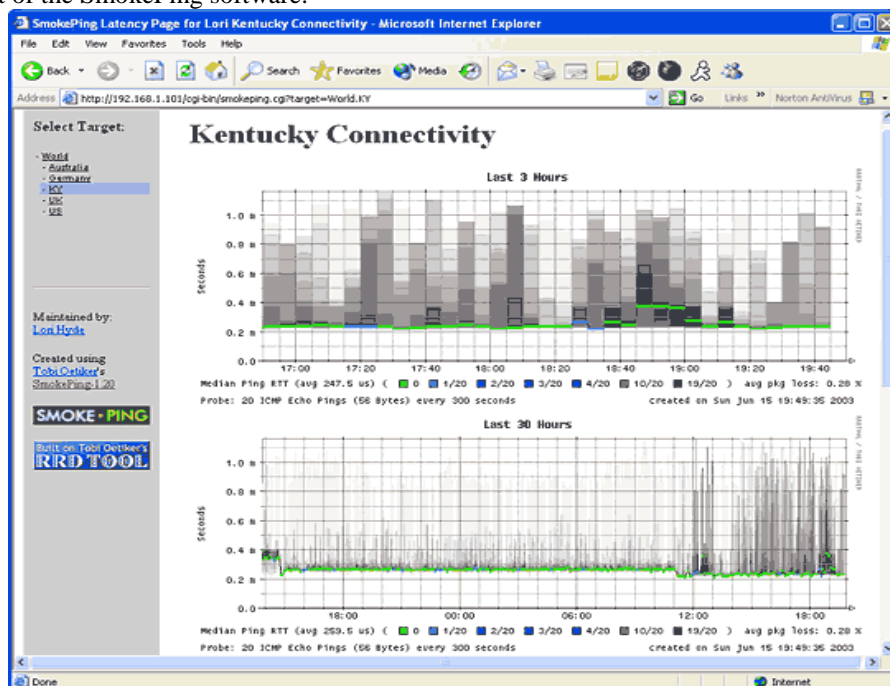 t of the SmokePing software.
SmokePing Latency Page for Lori Kentucky Connectivity - Microsoft Internet Explorer
File Edit View Favorites Tools Help
Back Search Favorites Media
Address http://192.168.1.101/cgi-bin/smokeping.cgi?target=World.KY Go Links » Norton AntiVirus
Select Target:
- World
- Australia
- Germany
- KY
- UK
- US
Maintained by:
Lori Hyde
Created using
Tobi Oetiker's
SmokePing-1.20
SMOKE-PING
Built on Tobi Oetiker's
RRD TOOL
Kentucky Connectivity
Last 3 Hours
Seconds
1.0 m
0.8 m
0.6 m
0.4 m
0.2 m
0.0
17:00 17:20 17:40 18:00 18:20 18:40 19:00 19:20 19:40
Median Ping RTT (avg 247.5 us) ( 0 1/20 2/20 3/20 4/20 10/20 19/20 ) avg pkg loss: 0.28 %
Probe: 20 ICMP Echo Pings (56 Bytes) every 300 seconds created on Sun Jun 15 19:49:35 2003
Last 30 Hours
Seconds
1.0 m
0.8 m
0.6 m
0.4 m
0.2 m
0.0
18:00 00:00 06:00 12:00 18:00
Median Ping RTT (avg 259.5 us) ( 0 1/20 2/20 3/20 4/20 10/20 19/20 ) avg pkg loss: 0.28 %
Probe: 20 ICMP Echo Pings (56 Bytes) every 300 seconds created on Sun Jun 15 19:49:35 2003
Done Internet